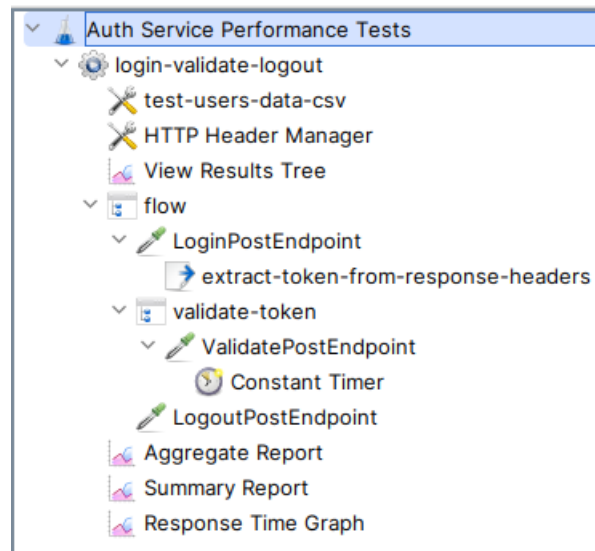 Auth Service Performance Tests
login-validate-logout
test-users-data-csv
HTTP Header Manager
View Results Tree
flow
LoginPostEndpoint
extract-token-from-response-headers
validate-token
ValidatePostEndpoint
Constant Timer
LogoutPostEndpoint
Aggregate Report
Summary Report
Response Time Graph